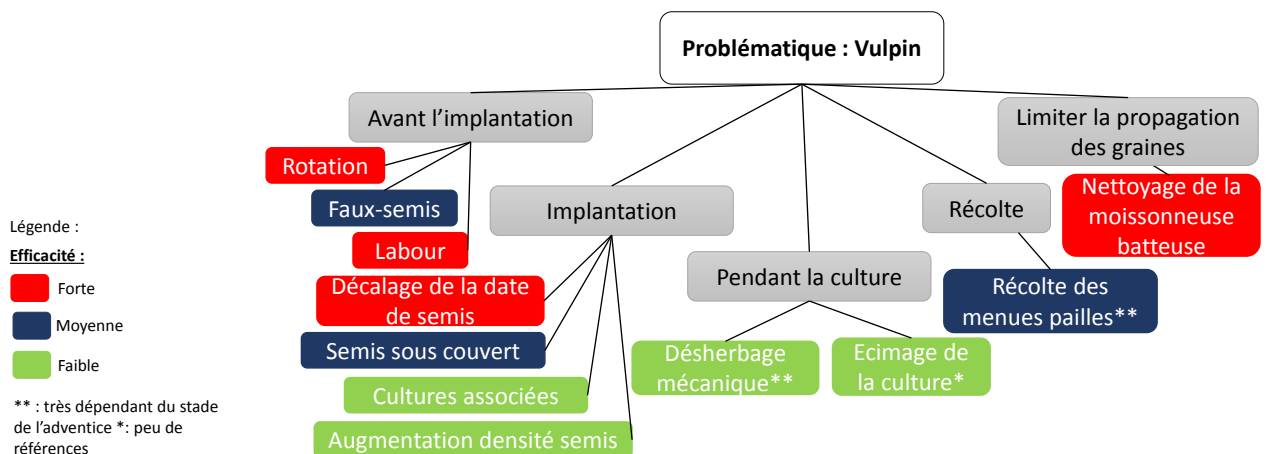 Problématique : Vulpin
Avant l’implantation
Limiter la propagation
des graines
Rotation
Faux-semis
Labour
Implantation
Récolte
Nettoyage de la
moissonneuse
batteuse
Pendant la culture
Décalage de la date
de semis
Récolte des
menues pailles**
Semis sous couvert
Désherbage
mécanique**
Ecimage de
la culture*
Cultures associées
Augmentation densité semis
Légende :
Efficacité :
Forte
Moyenne
Faible
** : très dépendant du stade
de l’adventice *: peu de
références